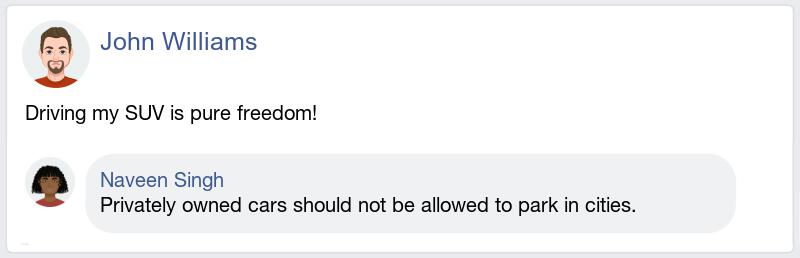 John Williams
Driving my SUV is pure freedom!
Naveen Singh
Privately owned cars should not be allowed to park in cities.